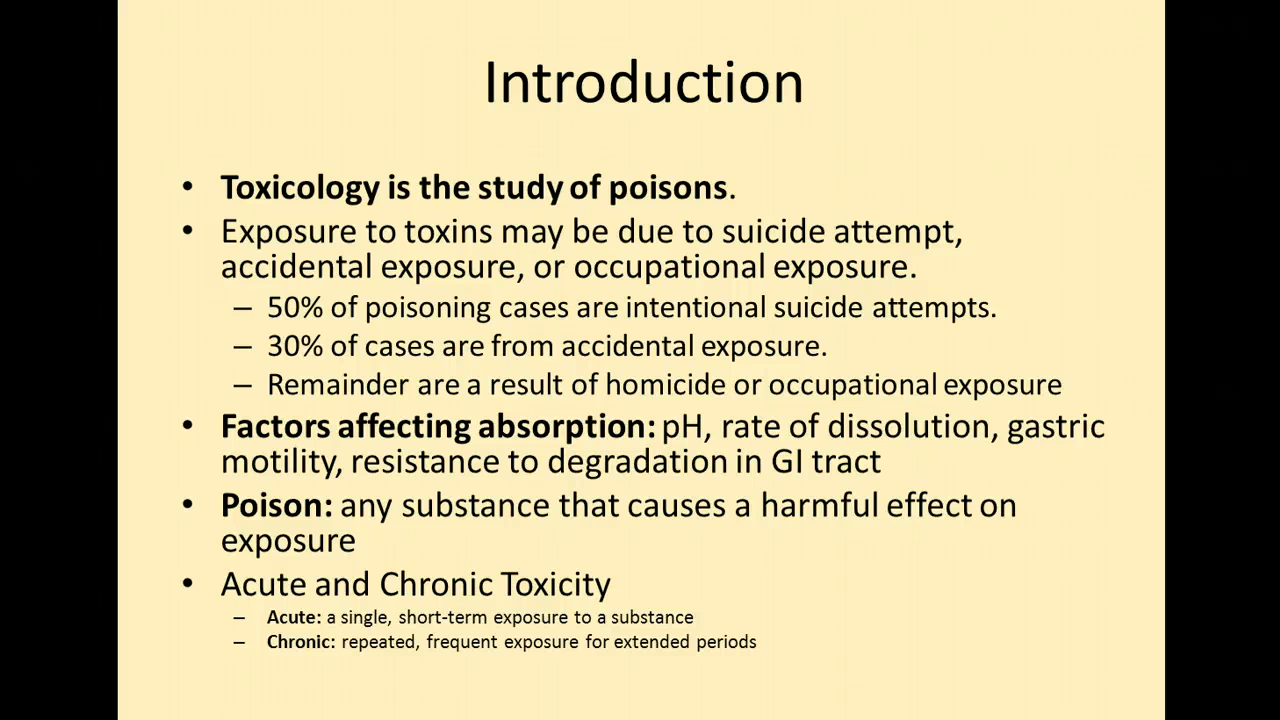 Introduction
• Toxicology is the study of poisons.
• Exposure to toxins may be due to suicide attempt,
accidental exposure, or occupational exposure.
– 50% of poisoning cases are intentional suicide attempts.
– 30% of cases are from accidental exposure.
– Remainder are a result of homicide or occupational exposure
• Factors affecting absorption: pH, rate of dissolution, gastric
motility, resistance to degradation in GI tract
• Poison: any substance that causes a harmful effect on
exposure
• Acute and Chronic Toxicity
– Acute: a single, short-term exposure to a substance
– Chronic: repeated, frequent exposure for extended periods